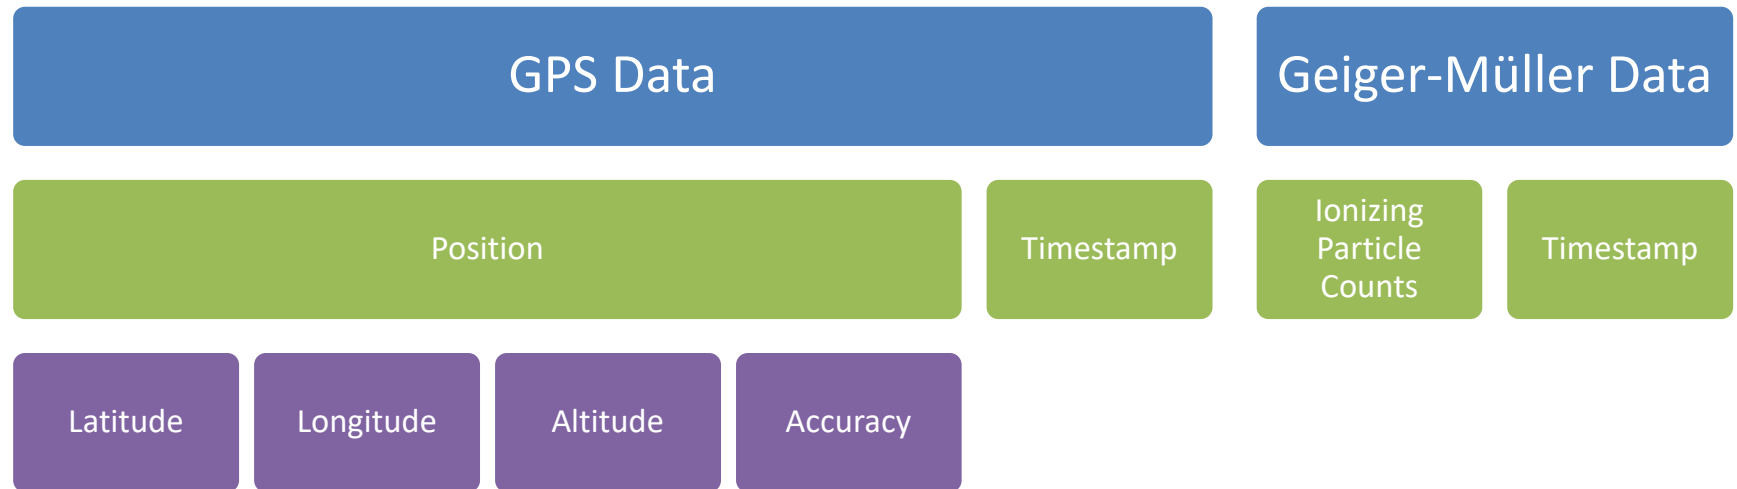 GPS Data
Geiger-Müller Data
Position
Timestamp
Ionizing
Particle
Counts
Timestamp
Latitude
Longitude
Altitude
Accuracy